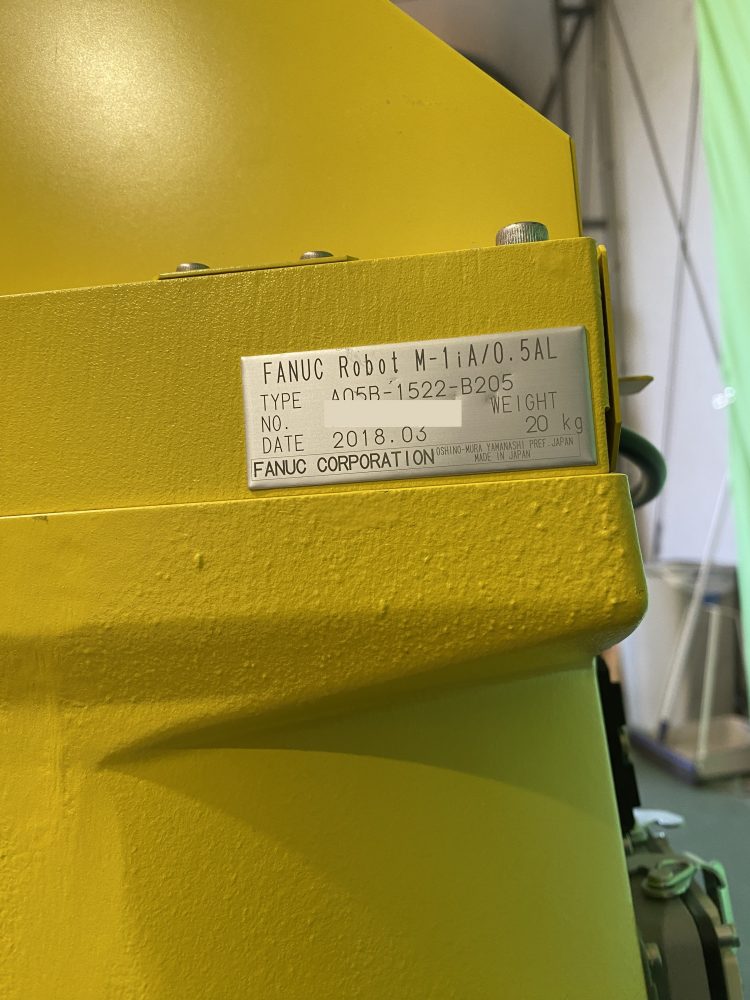 FANUC Robot M-1iA/0.5AL
TYPE A05B-1522-B205
NO. WEIGHT
20 kg
DATE 2018.03
FANUC CORPORATION OSHINO-MURA YAMANASHI PREF.JAPAN
MADE IN JAPAN